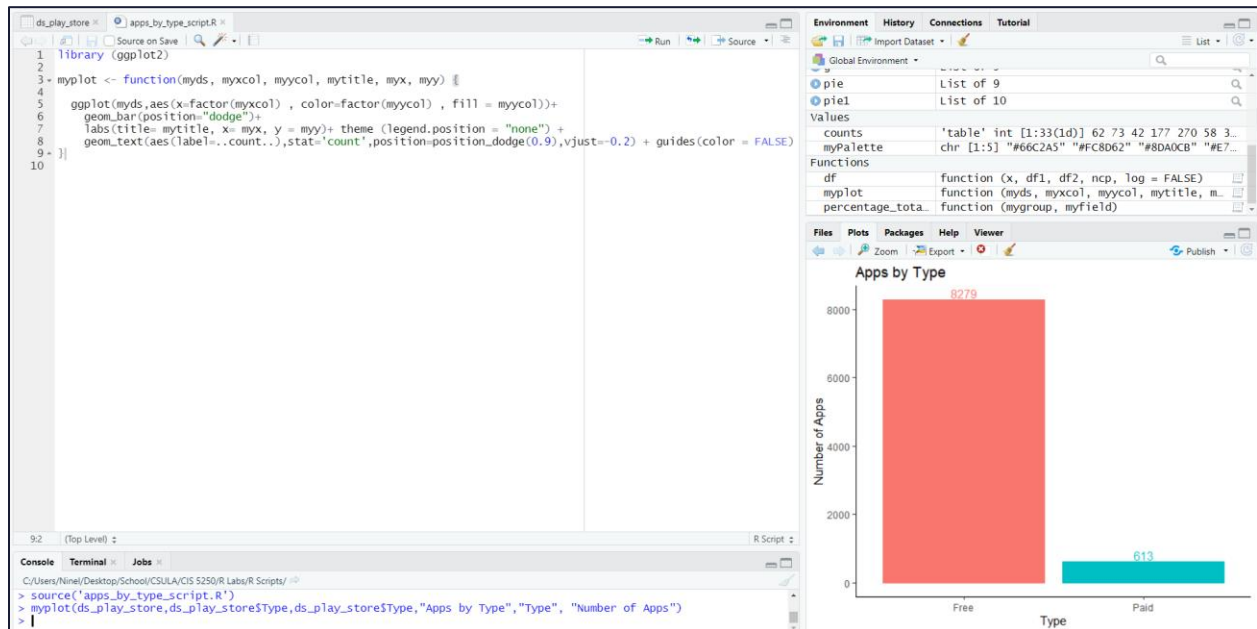 ds_play_store
apps_by_type_script.R
Source on Save
Run
Source
1 library (ggplot2)
2
3 myplot <- function(myds, myxcol, myycol, mytitle, myx, myy) {
4
5 ggplot(myds,aes(x=factor(myxcol) , color=factor(myycol) , fill = myycol))+
6 geom_bar(position="dodge")+
7 labs(title= mytitle, x= myx, y = myy)+ theme (legend.position = "none") +
8 geom_text(aes(label=..count..),stat='count',position=position_dodge(0.9),vjust=-0.2) + guides(color = FALSE)
9 }
10
9:2 (Top Level) R Script
Console Terminal Jobs
C:/Users/Ninel/Desktop/School/CSULA/CIS 5250/R Labs/R Scripts/
> source('apps_by_type_script.R')
> myplot(ds_play_store,ds_play_store$Type,ds_play_store$Type,"Apps by Type","Type", "Number of Apps")
>
Environment History Connections Tutorial
Import Dataset List
Global Environment
pie List of 9
pie1 List of 10
Values
counts 'table' int [1:33(1d)] 62 73 42 177 270 58 3…
myPalette chr [1:5] "#66C2A5" "#FC8D62" "#8DA0CB" "#E7…
Functions
df function (x, df1, df2, ncp, log = FALSE)
myplot function (myds, myxcol, myycol, mytitle, m…
percentage_tota… function (mygroup, myfield)
Files Plots Packages Help Viewer
Zoom Export Publish
Apps by Type
8279
613
8000
6000
4000
2000
0
Number of Apps
Free Paid
Type